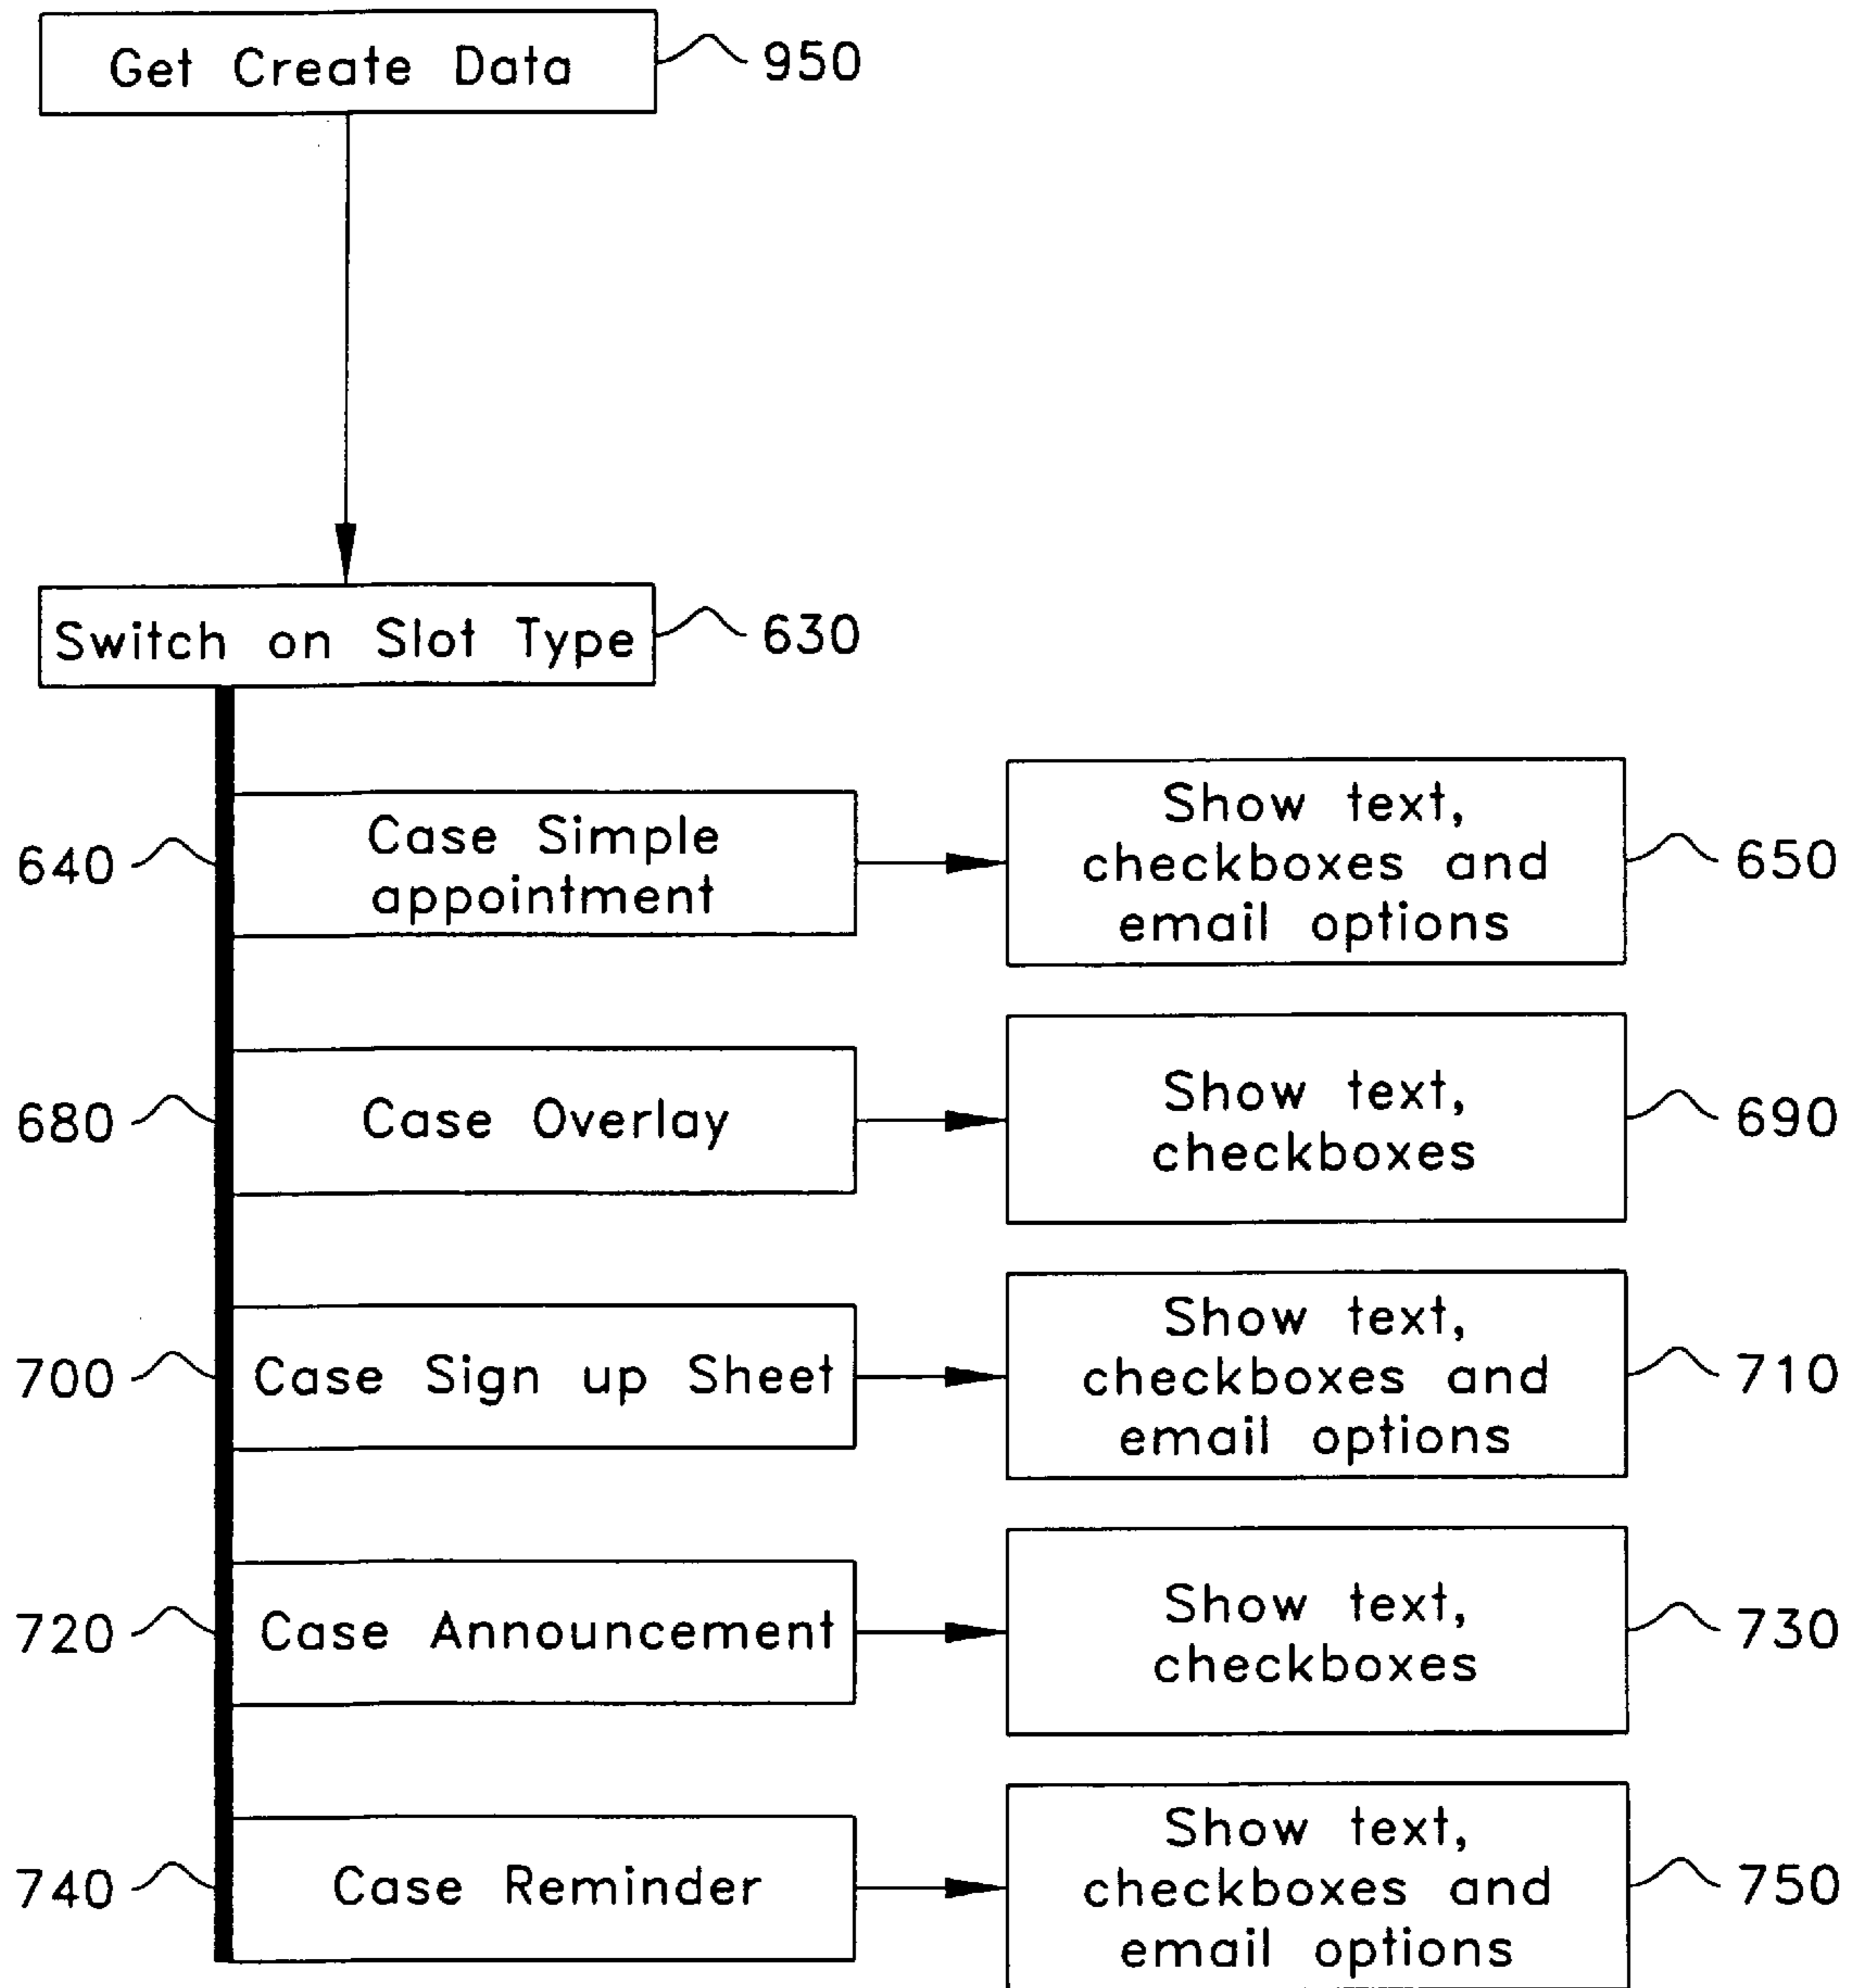 Get Create Data
950
Switch on Slot Type
630
640
Case Simple
appointment
Show text,
checkboxes and
email options
650
680
Case Overlay
Show text,
checkboxes
690
700
Case Sign up Sheet
Show text,
checkboxes and
email options
710
720
Case Announcement
Show text,
checkboxes
730
740
Case Reminder
Show text,
checkboxes and
email options
750